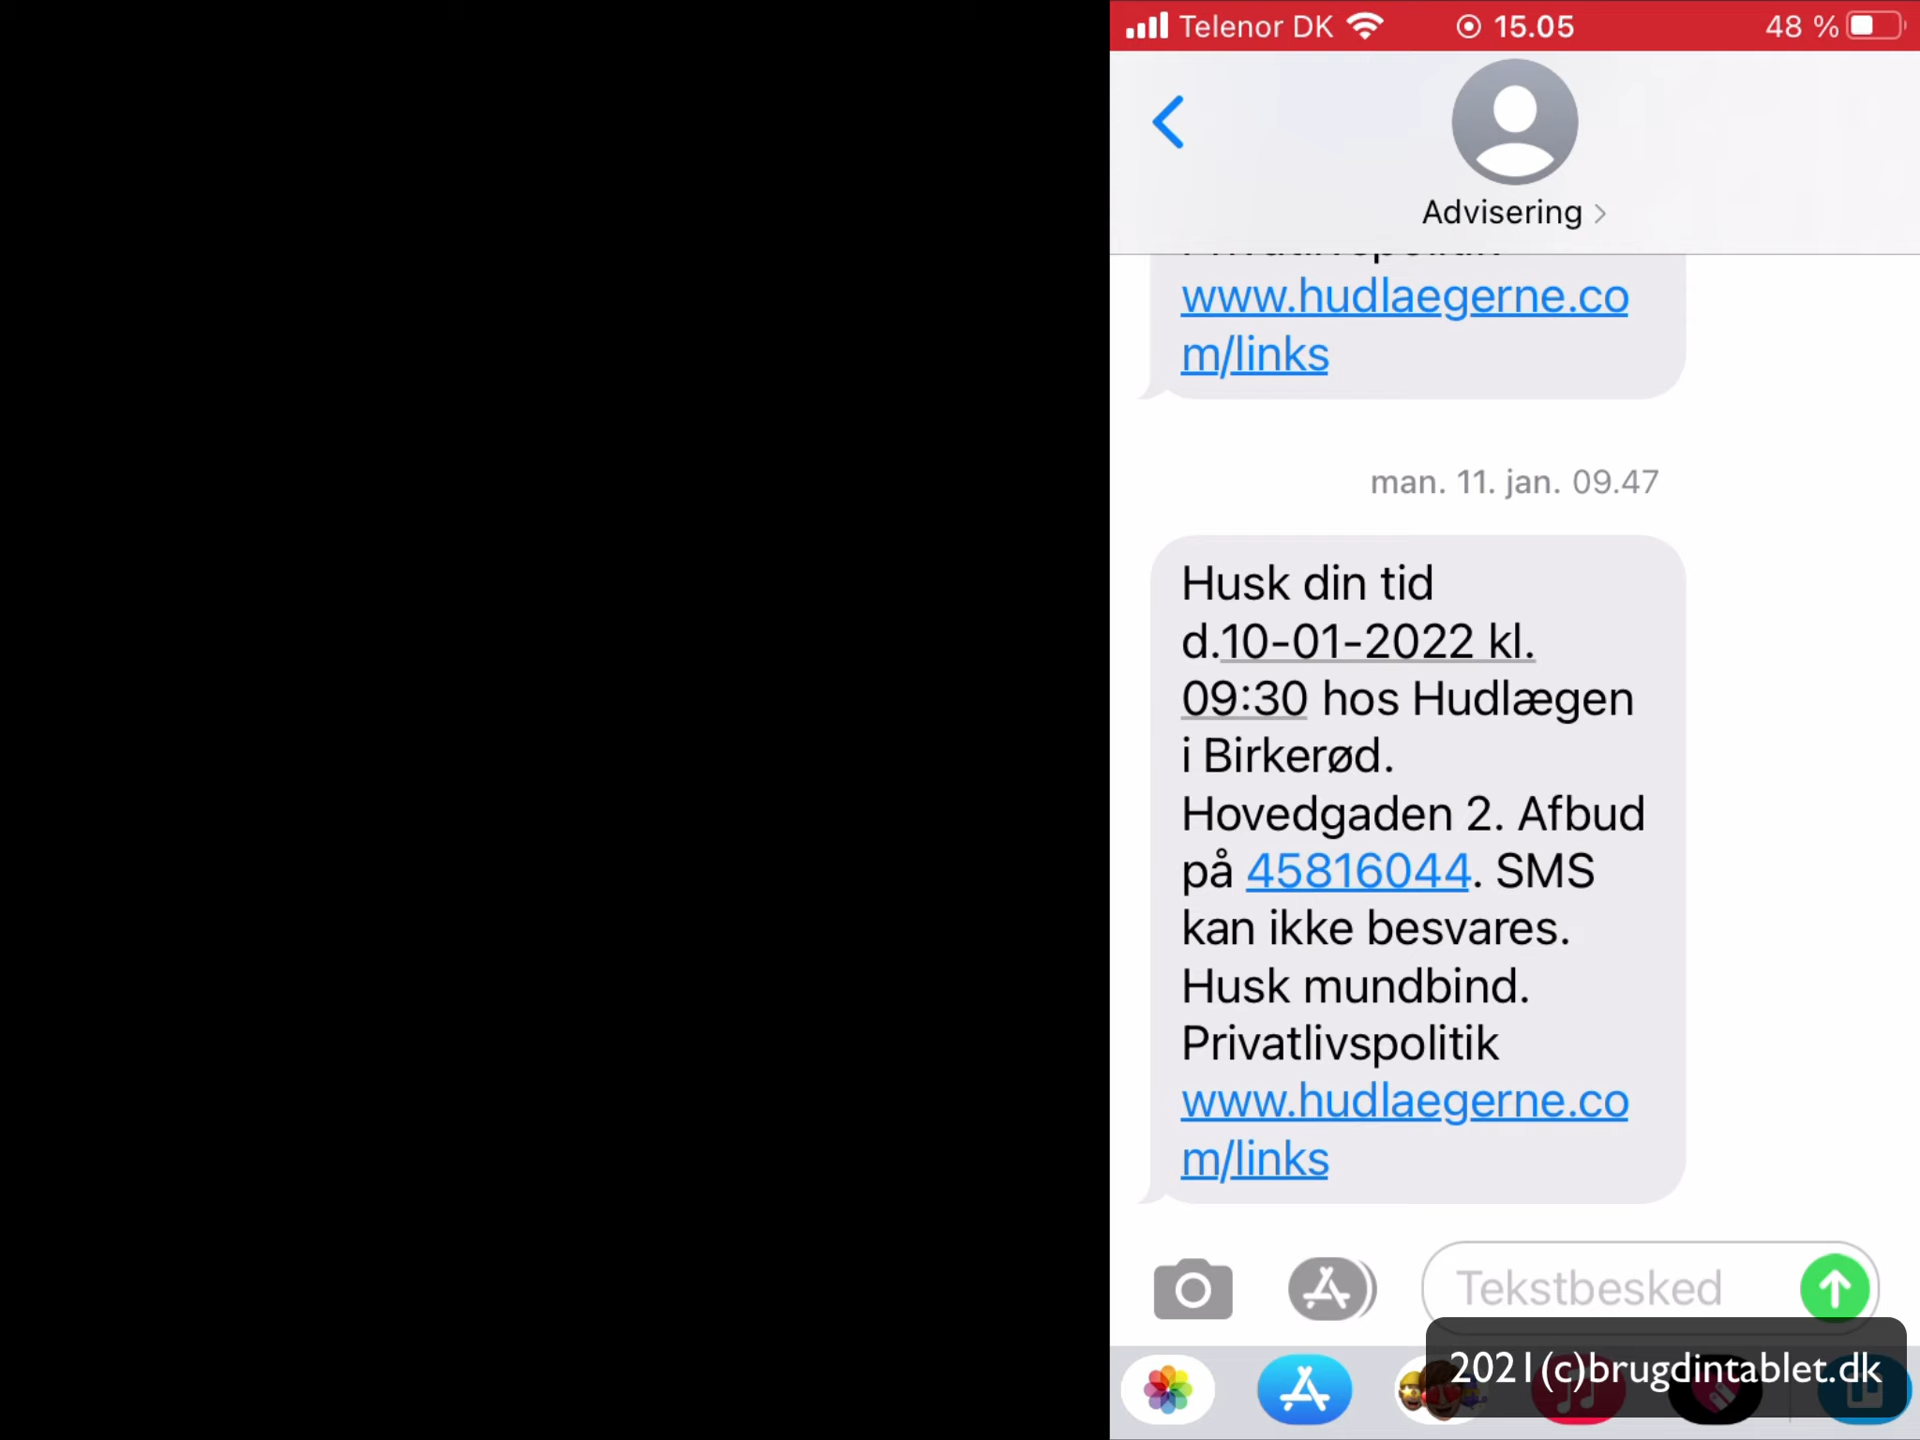 Telenor DK 15.05 48 %
Advisering
www.hudlaegerne.co
m/links
man. 11. jan. 09.47
Husk din tid
d.10-01-2022 kl.
09:30 hos Hudlægen
i Birkerød.
Hovedgaden 2. Afbud
på 45816044. SMS
kan ikke besvares.
Husk mundbind.
Privatlivspolitik
www.hudlaegerne.co
m/links
Tekstbesked
2021(c)brugdintablet.dk